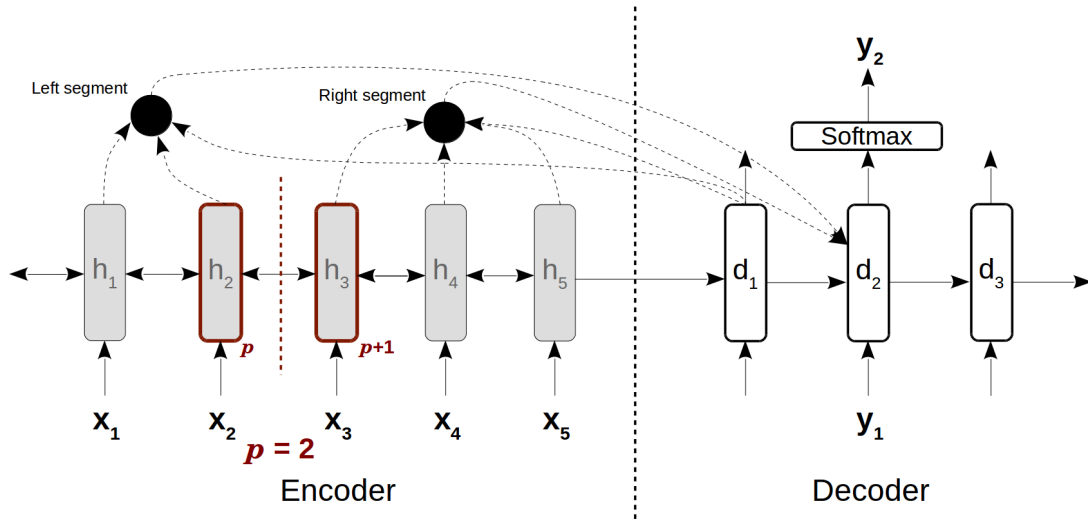 y2
Left segment
Right segment
Softmax
h1
h2
h3
h4
h5
d1
d2
d3
p
p+1
x1
x2
x3
x4
x5
y1
p = 2
Encoder
Decoder